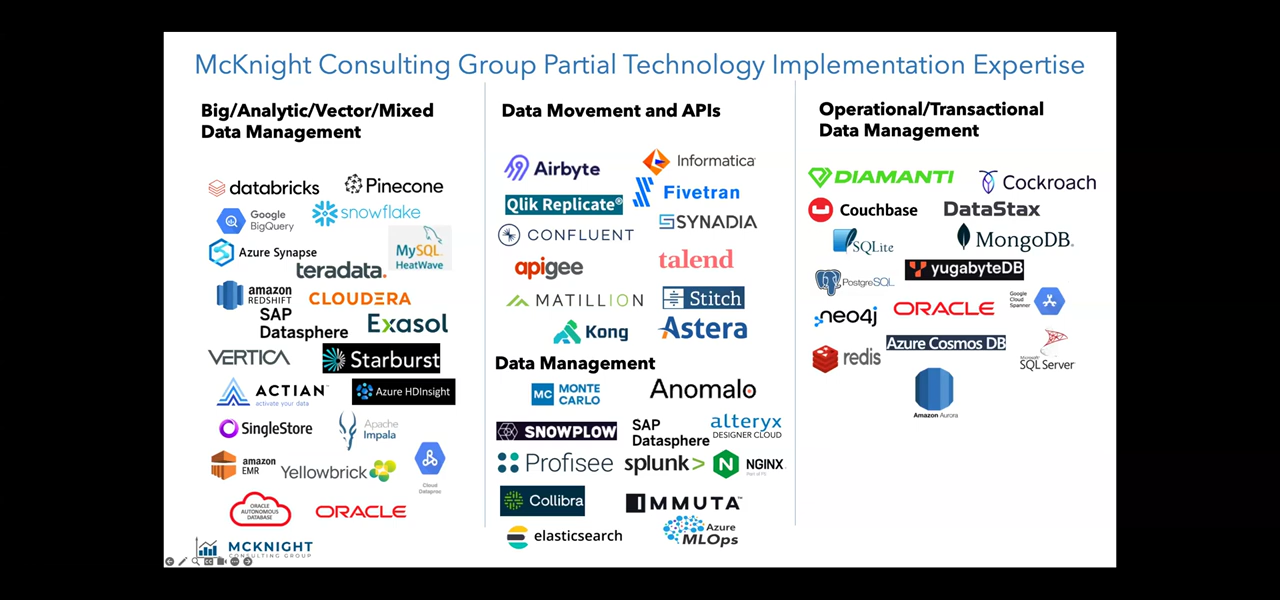 McKnight Consulting Group Partial Technology Implementation Expertise
Big/Analytic/Vector/Mixed
Data Management
databricks
Pinecone
Google
BigQuery
snowflake
Azure Synapse
MySQL
HeatWave
teradata.
amazon
REDSHIFT
CLOUDERA
SAP
Datasphere
Exasol
VERTICA
Starburst
ACTIAN
activate your data
Azure HDInsight
SingleStore
Apache
Impala
amazon
EMR
Yellowbrick
Cloud
Dataproc
ORACLE
AUTONOMOUS
DATABASE
ORACLE
MCKNIGHT
CONSULTING GROUP
Data Movement and APIs
Airbyte
Informatica
Qlik Replicate®
Fivetran
SYNADIA
CONFLUENT
apigee
talend
MATILLION
Stitch
Kong
Astera
Data Management
MC
MONTE
CARLO
Anomalo
SNOWPLOW
SAP
Datasphere
alteryx
DESIGNER CLOUD
Profisee
splunk>
NGINX
Collibra
IMMUTA™
elasticsearch
Azure
MLOps
Operational/Transactional
Data Management
DIAMANTI
Cockroach
Couchbase
DataStax
SQLite
MongoDB®
PostgreSQL
yugabyteDB
neo4j
ORACLE
Google
Cloud
Spanner
redis
Azure Cosmos DB
Microsoft
SQL Server
Amazon Aurora